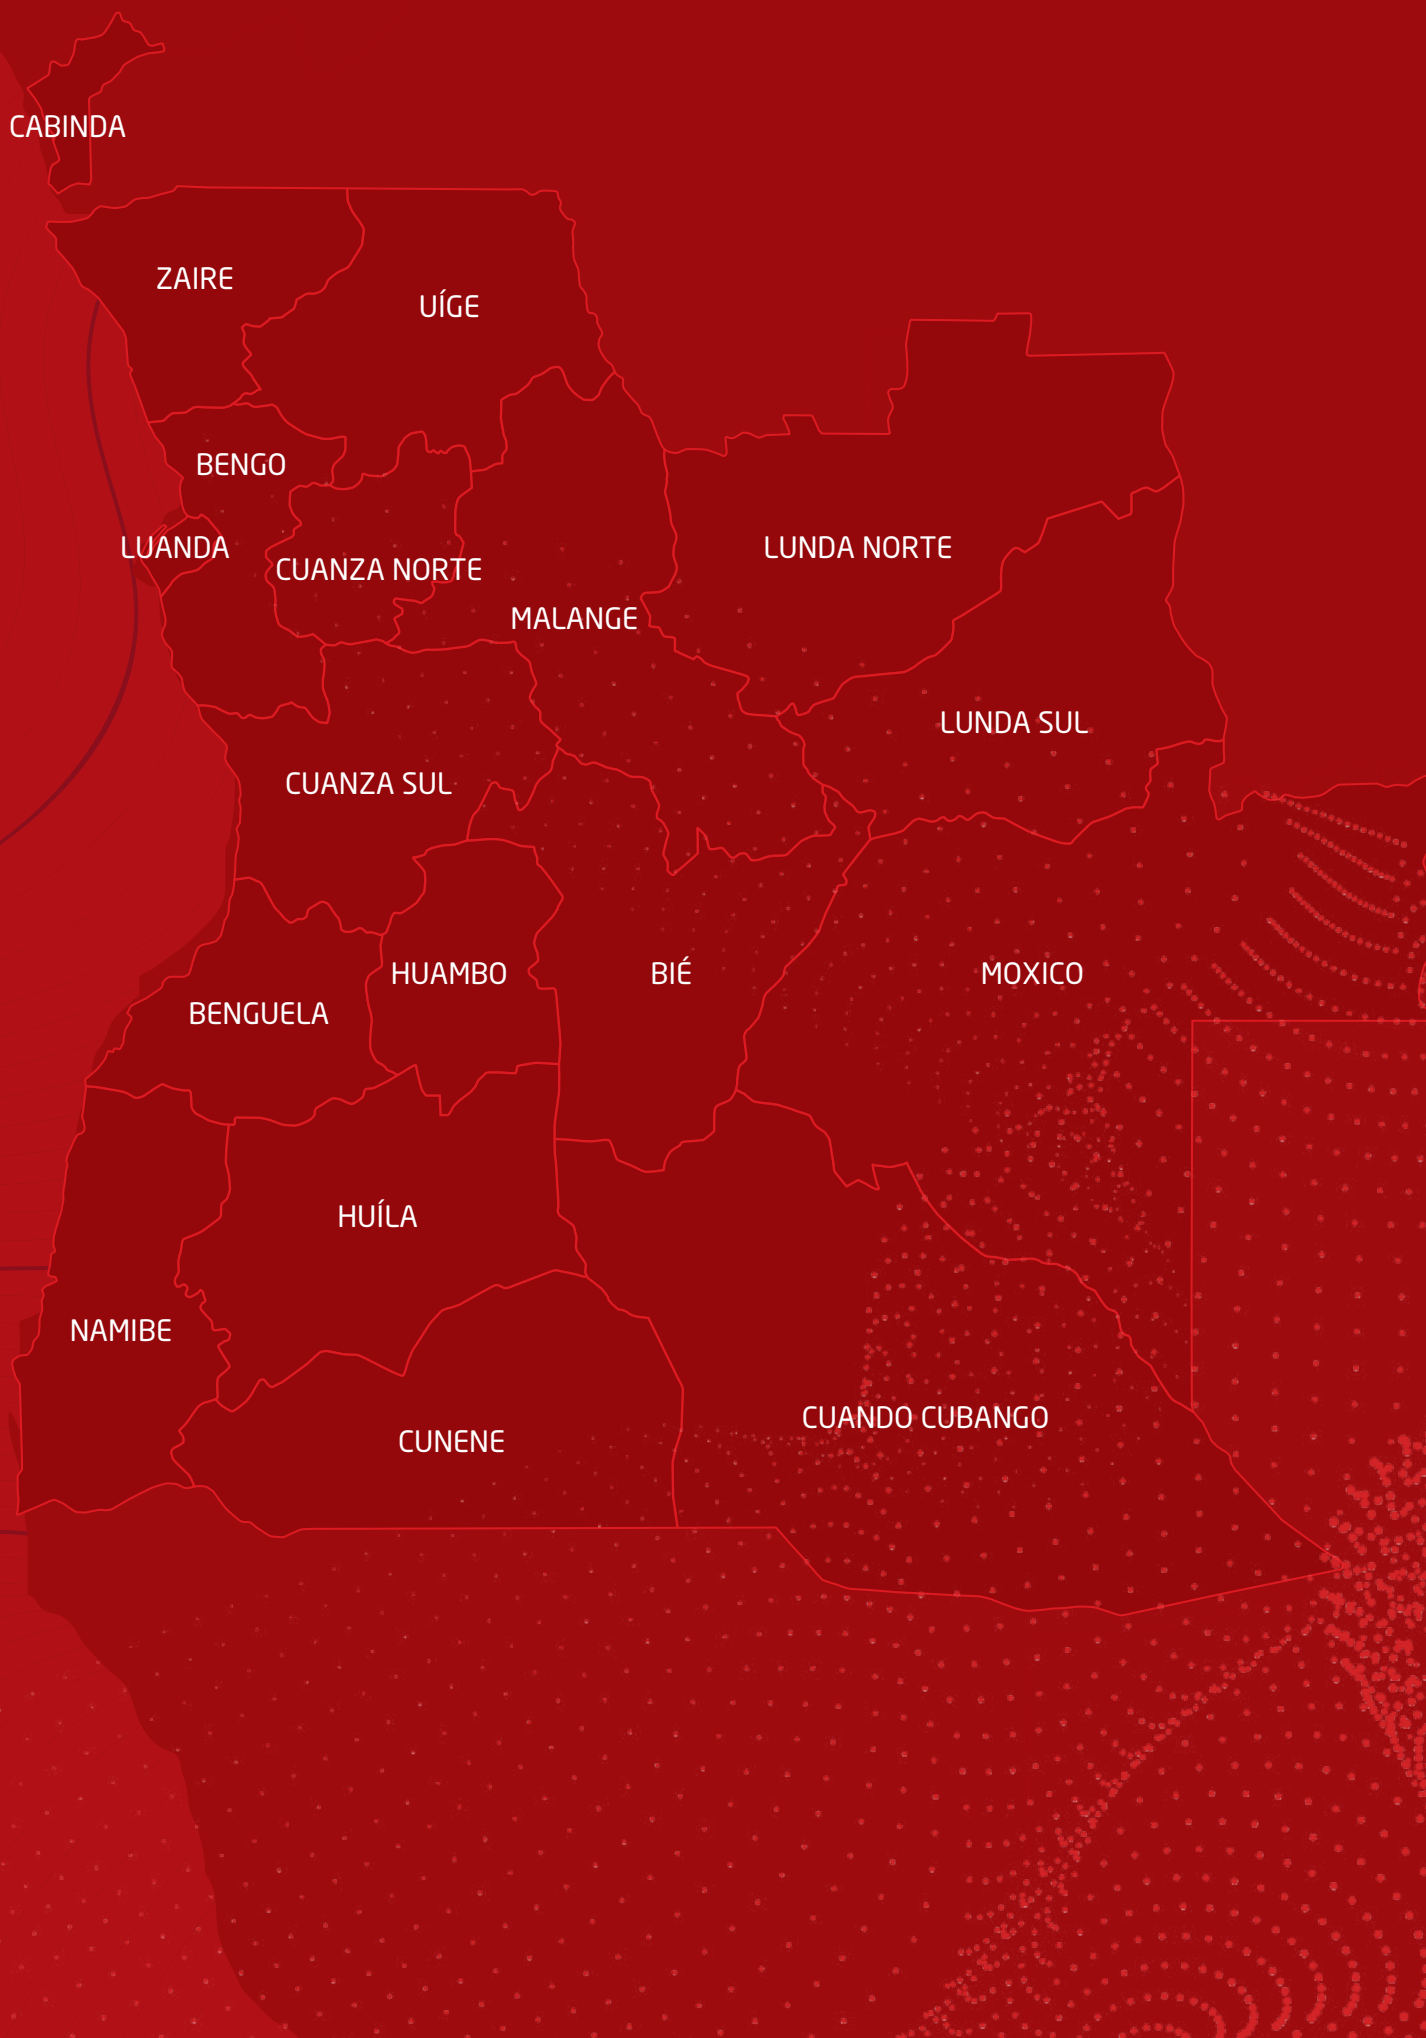 CABINDA
ZAIRE
UÍGE
BENGO
LUANDA
CUANZA NORTE
LUNDA NORTE
MALANGE
LUNDA SUL
CUANZA SUL
HUAMBO
BIÉ
MOXICO
BENGUELA
HUÍLA
NAMIBE
CUANDO CUBANGO
CUNENE